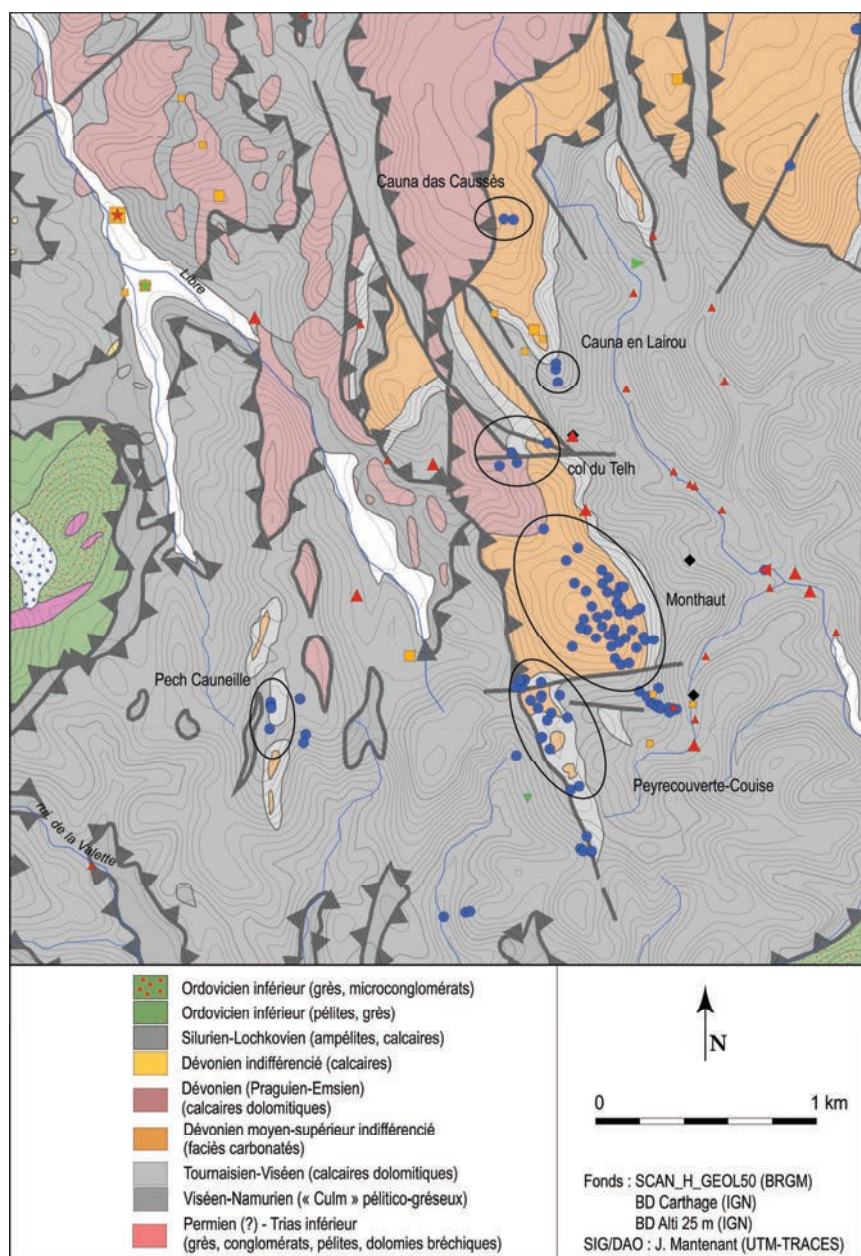 Cauna das Caussès
Libre
Cauna en Lairou
col du Telh
Monthaut
Pech Cauneille
Peyrecouverte-Couise
rui. de la Valette
Ordovicien inférieur (grès, microconglomérats)
Ordovicien inférieur (pélites, grès)
Silurien-Lochkovien (ampélites, calcaires)
Dévonien indifférencié (calcaires)
Dévonien (Praguien-Emsien)
(calcaires dolomitiques)
Dévonien moyen-supérieur indifférencié
(faciès carbonatés)
Tournaisien-Viséen (calcaires dolomitiques)
Viséen-Namurien (« Culm » pélitico-gréseux)
Permien (?) - Trias inférieur
(grès, conglomérats, pélites, dolomies bréchiques)
N
0 1 km
Fonds : SCAN_H_GEOL50 (BRGM)
BD Carthage (IGN)
BD Alti 25 m (IGN)
SIG/DAO : J. Mantenant (UTM-TRACES)